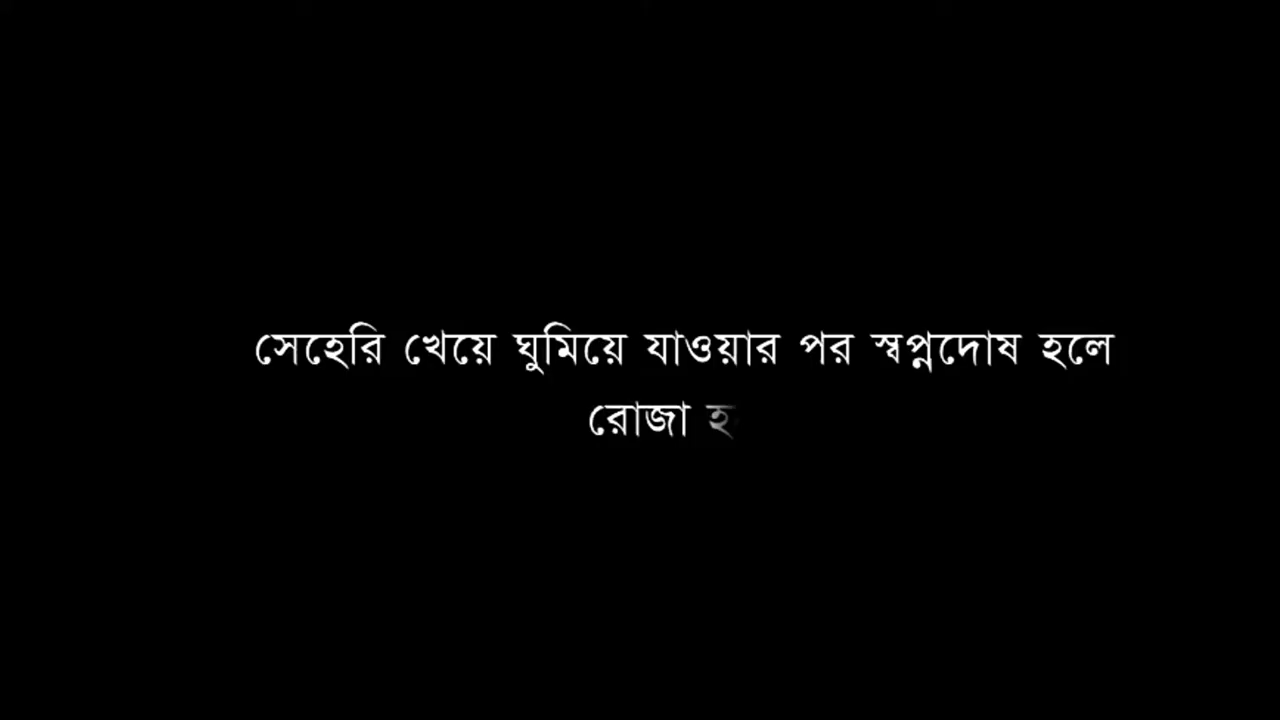 সেহেরি খেয়ে ঘুমিয়ে যাওয়ার পর স্বপ্নদোষ হলে
রোজা